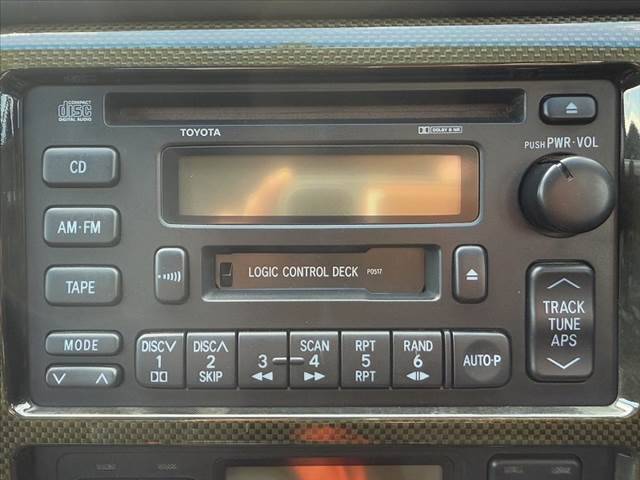 COMPACT
disc
DIGITAL AUDIO
TOYOTA
DOLBY B NR
PUSH PWR·VOL
CD
AM·FM
TAPE
LOGIC CONTROL DECK P0517
TRACK
TUNE
APS
MODE
DISC DISC SCAN RPT RAND
1 2 3 4 5 6
SKIP RPT
AUTO·P